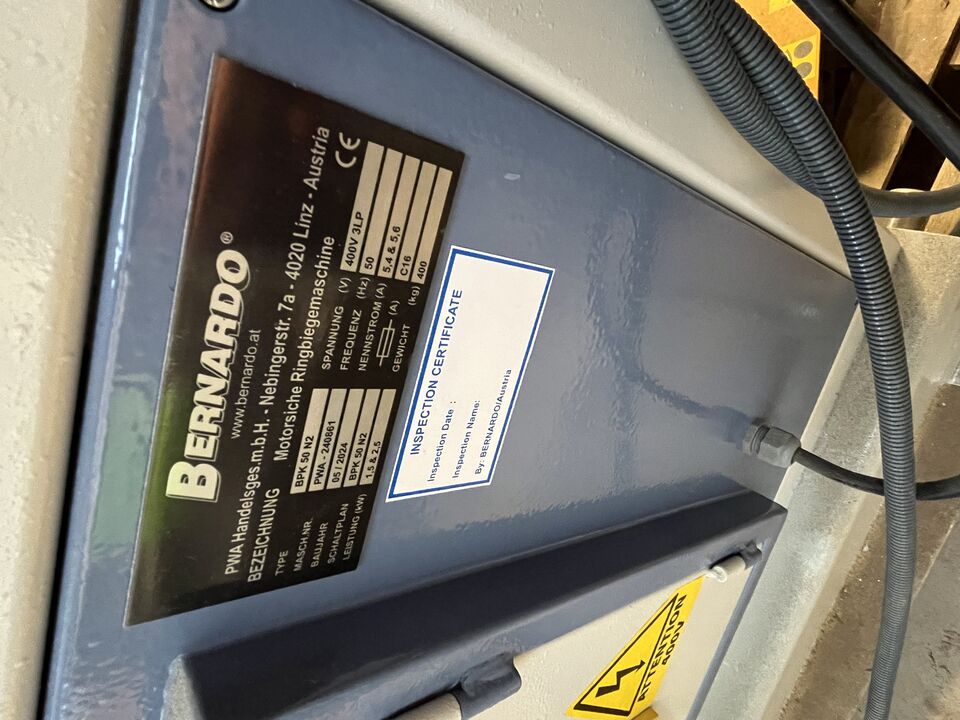 BERNARDO®
www.bernardo.at
PWA Handelsges.m.b.H. - Nebingerstr. 7a - 4020 Linz - Austria
BEZEICHNUNG Motorsiche Ringbiegemaschine CE
TYPE BPK 50 N2 SPANNUNG (V) 400V 3LP
MASCH.NR. PWA - 240861 FREQUENZ (Hz) 50
BAUJAHR 05 / 2024 NENNSTROM (A) 5,4 & 5,6
SCHALTPLAN BPK 50 N2 (A) C16
LEISTUNG (kW) 1,5 & 2,5 GEWICHT (kg) 400
INSPECTION CERTIFICATE
Inspection Date :
Inspection Name:
By: BERNARDO/Austria
ATTENTION
400V